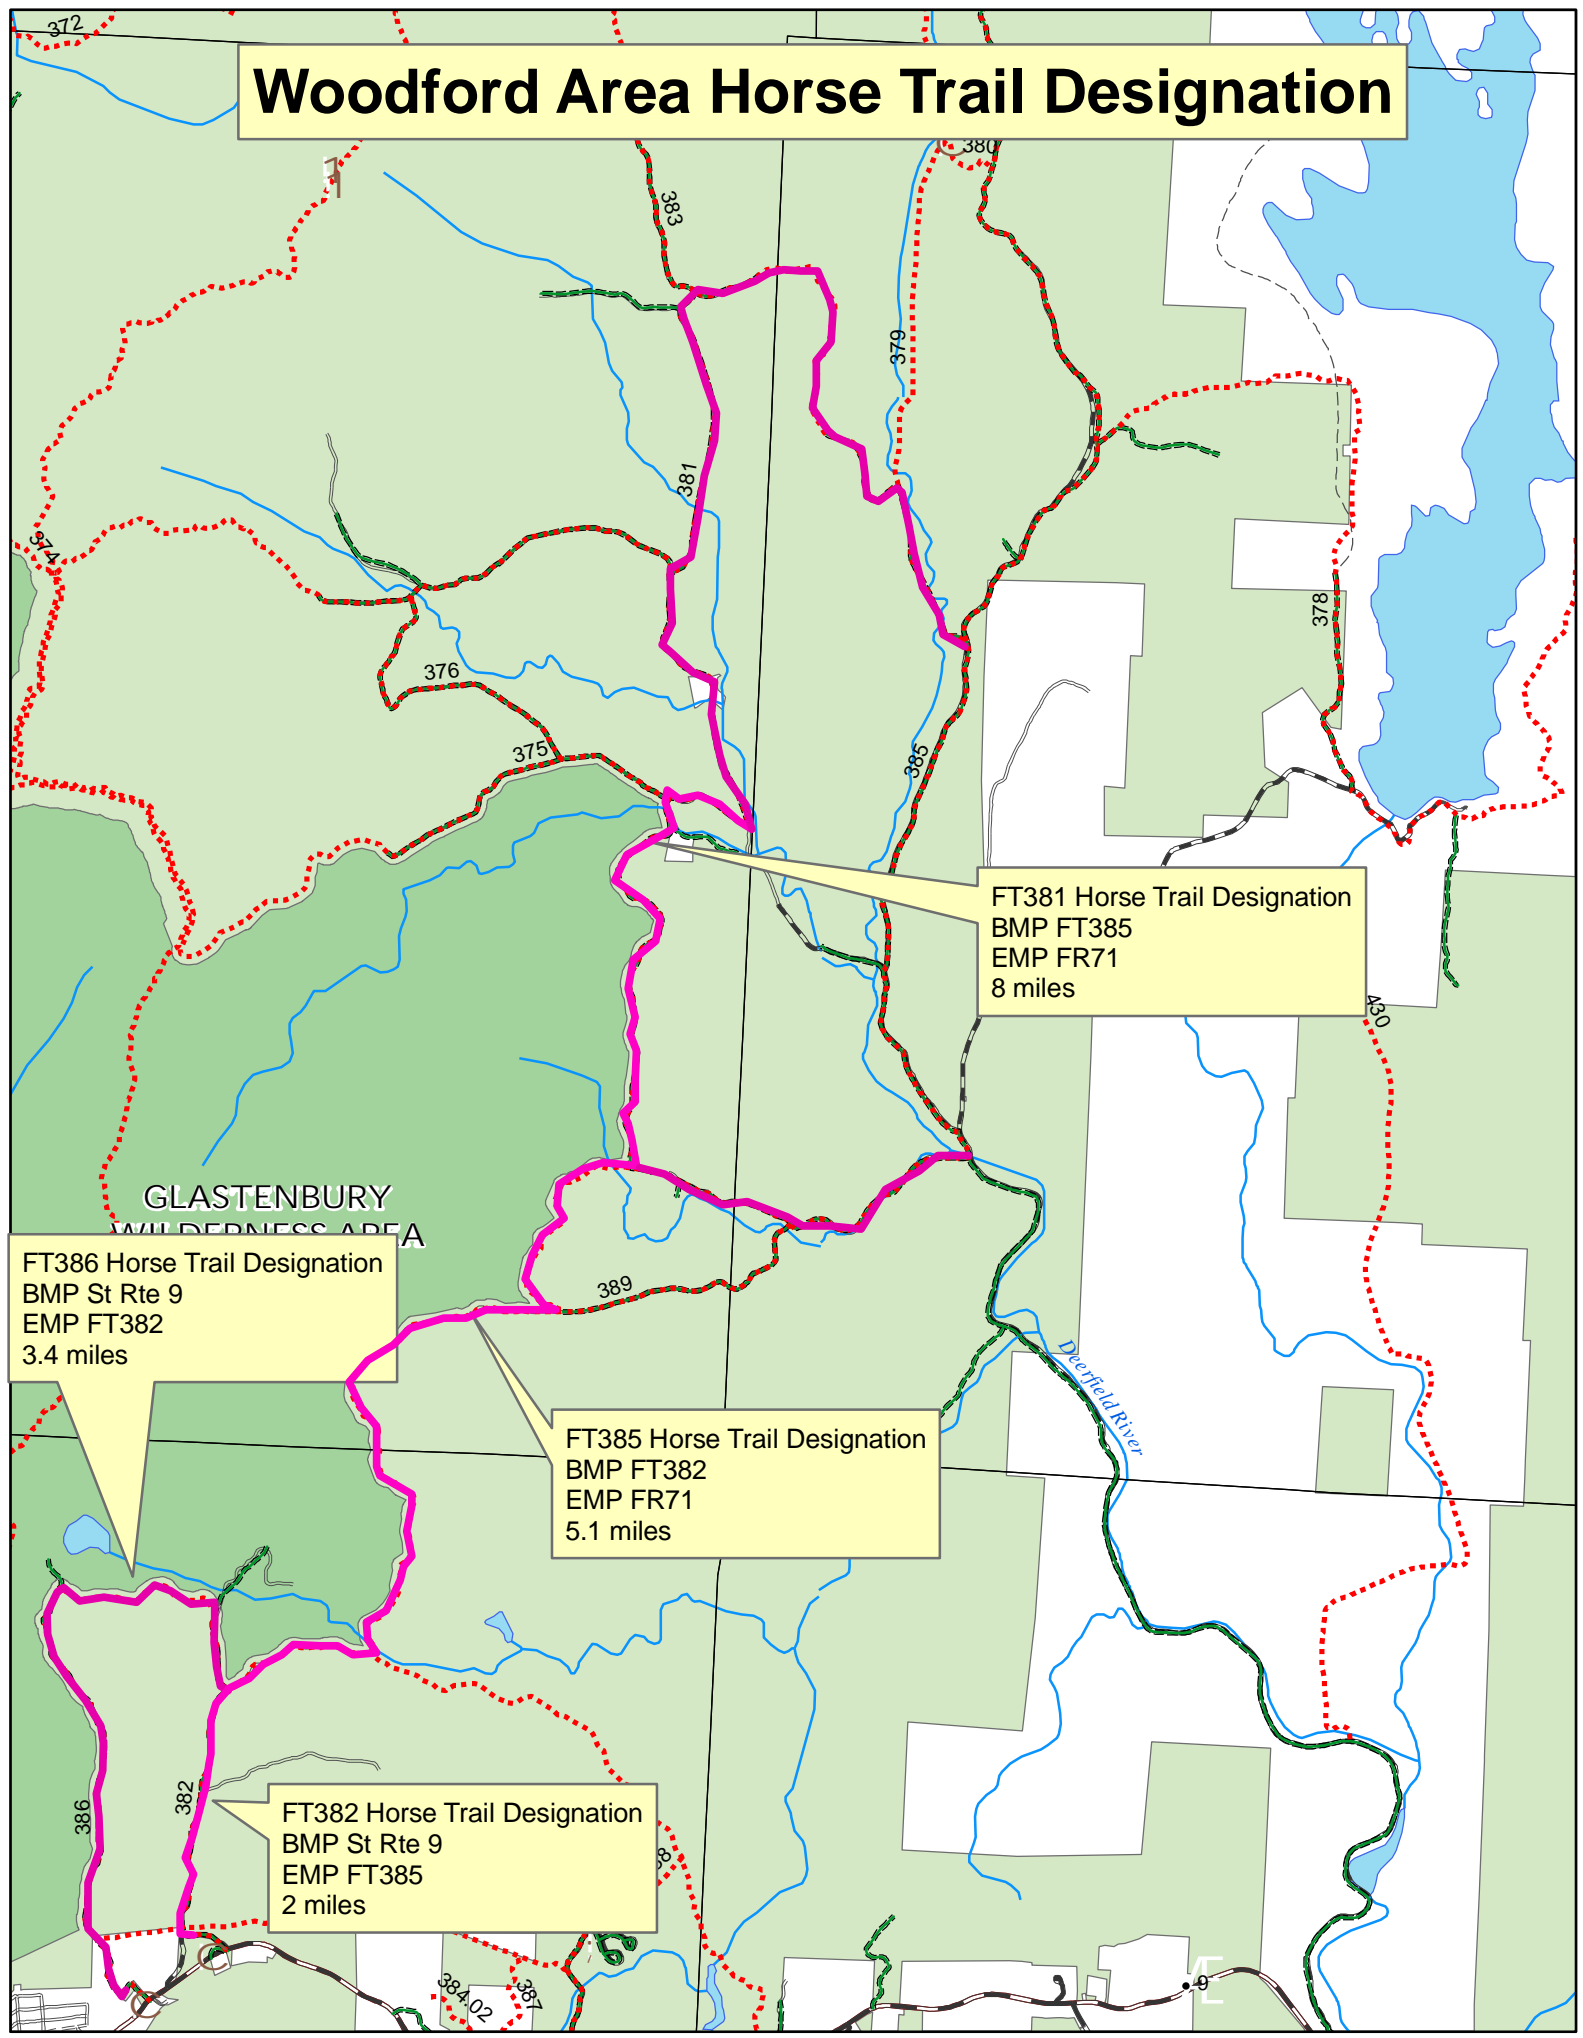 372
Woodford Area Horse Trail Designation
380
383
379
381
374
378
376
375
385
FT381 Horse Trail Designation
BMP FT385
EMP FR71
8 miles
430
GLASTENBURY
WILDERNESS AREA
FT386 Horse Trail Designation
BMP St Rte 9
EMP FT382
3.4 miles
389
Deerfield River
FT385 Horse Trail Designation
BMP FT382
EMP FR71
5.1 miles
386
382
FT382 Horse Trail Designation
BMP St Rte 9
EMP FT385
2 miles
384.02
387
9